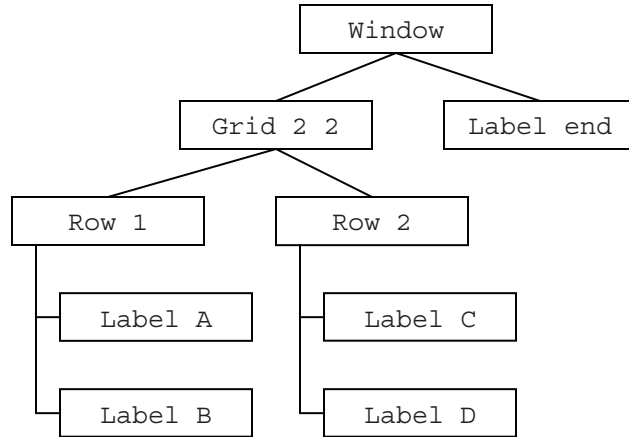 Window
Grid 2 2
Label end
Row 1
Row 2
Label A
Label C
Label B
Label D